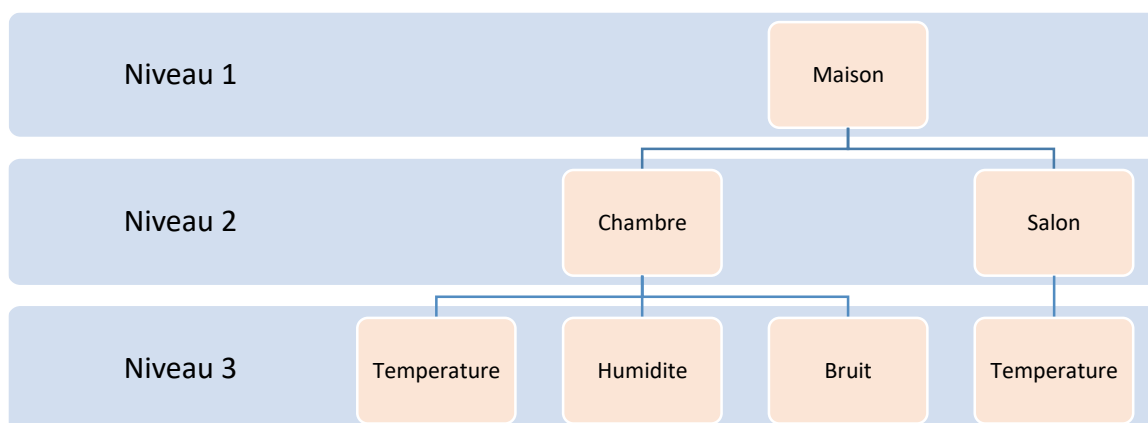 Niveau 1
Maison
Niveau 2
Chambre
Salon
Niveau 3
Temperature
Humidite
Bruit
Temperature